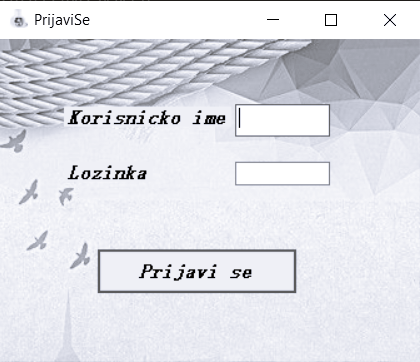 PrijaviSe
Korisnicko ime
Lozinka
Prijavi se